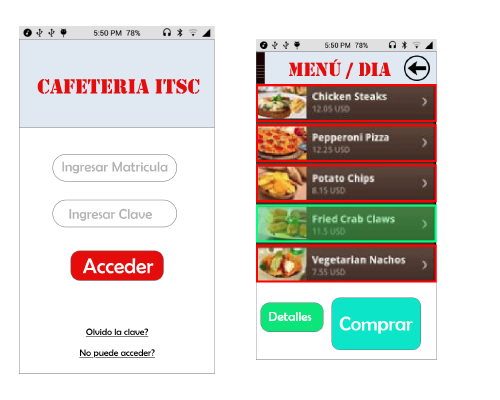 5:50 PM 78%
CAFETERIA ITSC
Ingresar Matricula
Ingresar Clave
Acceder
Olvido la clave?
No puede acceder?
5:50 PM 78%
MENÚ / DIA
Chicken Steaks
12.05 USD
Pepperoni Pizza
12.25 USD
Potato Chips
8.15 USD
Fried Crab Claws
11.5 USD
Vegetarian Nachos
7.55 USD
Detalles
Comprar